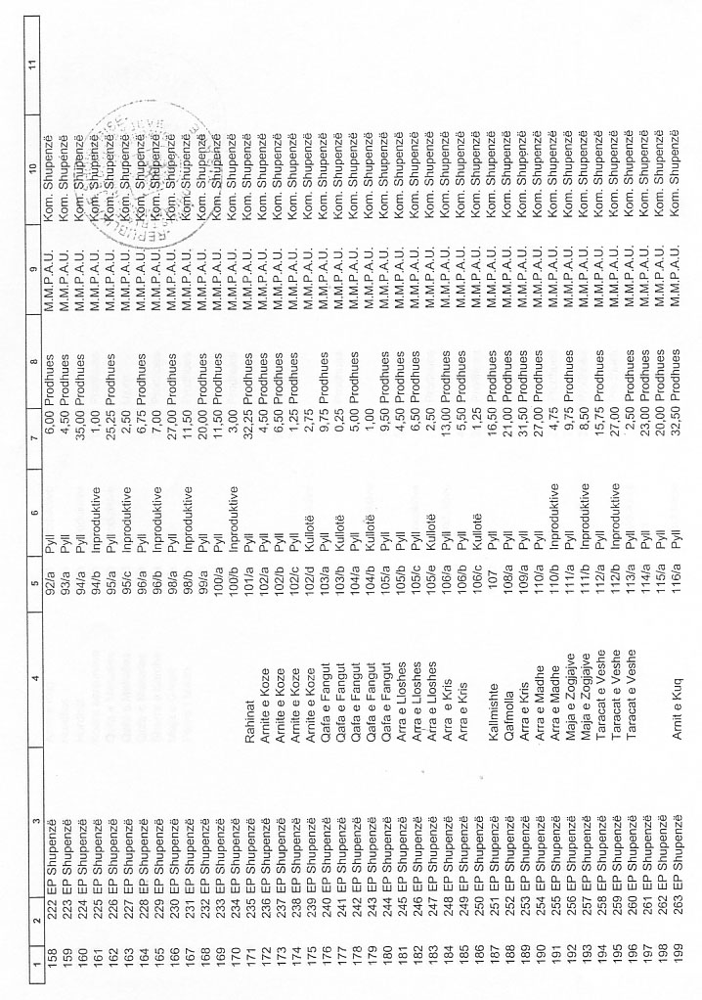 1 2 3 4 5 6 7 8 9 10 11
158 222 EP Shupenzë 92/a Pyll 6,00 Prodhues M.M.P.A.U. Kom. Shupenzë
159 223 EP Shupenzë 93/a Pyll 4,50 Prodhues M.M.P.A.U. Kom. Shupenzë
160 224 EP Shupenzë 94/a Pyll 35,00 Prodhues M.M.P.A.U. Kom. Shupenzë
161 225 EP Shupenzë 94/b Inproduktive 1,00 M.M.P.A.U. Kom. Shupenzë
162 226 EP Shupenzë 95/a Pyll 25,25 Prodhues M.M.P.A.U. Kom. Shupenzë
163 227 EP Shupenzë 95/c Inproduktive 2,50 M.M.P.A.U. Kom. Shupenzë
164 228 EP Shupenzë 96/a Pyll 6,75 Prodhues M.M.P.A.U. Kom. Shupenzë
165 229 EP Shupenzë 96/b Inproduktive 7,00 M.M.P.A.U. Kom. Shupenzë
166 230 EP Shupenzë 98/a Pyll 27,00 Prodhues M.M.P.A.U. Kom. Shupenzë
167 231 EP Shupenzë 98/b Inproduktive 11,50 M.M.P.A.U. Kom. Shupenzë
168 232 EP Shupenzë 99/a Pyll 20,00 Prodhues M.M.P.A.U. Kom. Shupenzë
169 233 EP Shupenzë 100/a Pyll 11,50 Prodhues M.M.P.A.U. Kom. Shupenzë
170 234 EP Shupenzë 100/b Inproduktive 3,00 M.M.P.A.U. Kom. Shupenzë
171 235 EP Shupenzë Rahinat 101/a Pyll 32,25 Prodhues M.M.P.A.U. Kom. Shupenzë
172 236 EP Shupenzë Arnite e Koze 102/a Pyll 4,50 Prodhues M.M.P.A.U. Kom. Shupenzë
173 237 EP Shupenzë Arnite e Koze 102/b Pyll 6,50 Prodhues M.M.P.A.U. Kom. Shupenzë
174 238 EP Shupenzë Arnite e Koze 102/c Pyll 1,25 Prodhues M.M.P.A.U. Kom. Shupenzë
175 239 EP Shupenzë Arnite e Koze 102/d Kullotë 2,75 M.M.P.A.U. Kom. Shupenzë
176 240 EP Shupenzë Qafa e Fangut 103/a Pyll 9,75 Prodhues M.M.P.A.U. Kom. Shupenzë
177 241 EP Shupenzë Qafa e Fangut 103/b Kullotë 0,25 M.M.P.A.U. Kom. Shupenzë
178 242 EP Shupenzë Qafa e Fangut 104/a Pyll 5,00 Prodhues M.M.P.A.U. Kom. Shupenzë
179 243 EP Shupenzë Qafa e Fangut 104/b Kullotë 1,00 M.M.P.A.U. Kom. Shupenzë
180 244 EP Shupenzë Qafa e Fangut 105/a Pyll 9,50 Prodhues M.M.P.A.U. Kom. Shupenzë
181 245 EP Shupenzë Arra e Lloshes 105/b Pyll 4,50 Prodhues M.M.P.A.U. Kom. Shupenzë
182 246 EP Shupenzë Arra e Lloshes 105/c Pyll 6,50 Prodhues M.M.P.A.U. Kom. Shupenzë
183 247 EP Shupenzë Arra e Lloshes 105/e Kullotë 2,50 M.M.P.A.U. Kom. Shupenzë
184 248 EP Shupenzë Arra e Kris 106/a Pyll 13,00 Prodhues M.M.P.A.U. Kom. Shupenzë
185 249 EP Shupenzë Arra e Kris 106/b Pyll 5,50 Prodhues M.M.P.A.U. Kom. Shupenzë
186 250 EP Shupenzë 106/c Kullotë 1,25 M.M.P.A.U. Kom. Shupenzë
187 251 EP Shupenzë Kallmishte 107 Pyll 16,50 Prodhues M.M.P.A.U. Kom. Shupenzë
188 252 EP Shupenzë Qafmolla 108/a Pyll 21,00 Prodhues M.M.P.A.U. Kom. Shupenzë
189 253 EP Shupenzë Arra e Kris 109/a Pyll 31,50 Prodhues M.M.P.A.U. Kom. Shupenzë
190 254 EP Shupenzë Arra e Madhe 110/a Pyll 27,00 Prodhues M.M.P.A.U. Kom. Shupenzë
191 255 EP Shupenzë Arra e Madhe 110/b Inproduktive 4,75 M.M.P.A.U. Kom. Shupenzë
192 256 EP Shupenzë Maja e Zogjajve 111/a Pyll 9,75 Prodhues M.M.P.A.U. Kom. Shupenzë
193 257 EP Shupenzë Maja e Zogjajve 111/b Inproduktive 8,50 M.M.P.A.U. Kom. Shupenzë
194 258 EP Shupenzë Taracat e Veshe 112/a Pyll 15,75 Prodhues M.M.P.A.U. Kom. Shupenzë
195 259 EP Shupenzë Taracat e Veshe 112/b Inproduktive 27,00 M.M.P.A.U. Kom. Shupenzë
196 260 EP Shupenzë Taracat e Veshe 113/a Pyll 2,50 Prodhues M.M.P.A.U. Kom. Shupenzë
197 261 EP Shupenzë 114/a Pyll 23,00 Prodhues M.M.P.A.U. Kom. Shupenzë
198 262 EP Shupenzë 115/a Pyll 20,00 Prodhues M.M.P.A.U. Kom. Shupenzë
199 263 EP Shupenzë Arnit e Kuq 116/a Pyll 32,50 Prodhues M.M.P.A.U. Kom. Shupenzë